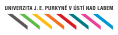 UNIVERZITA J. E. PURKYNĚ V ÚSTÍ NAD LABEM